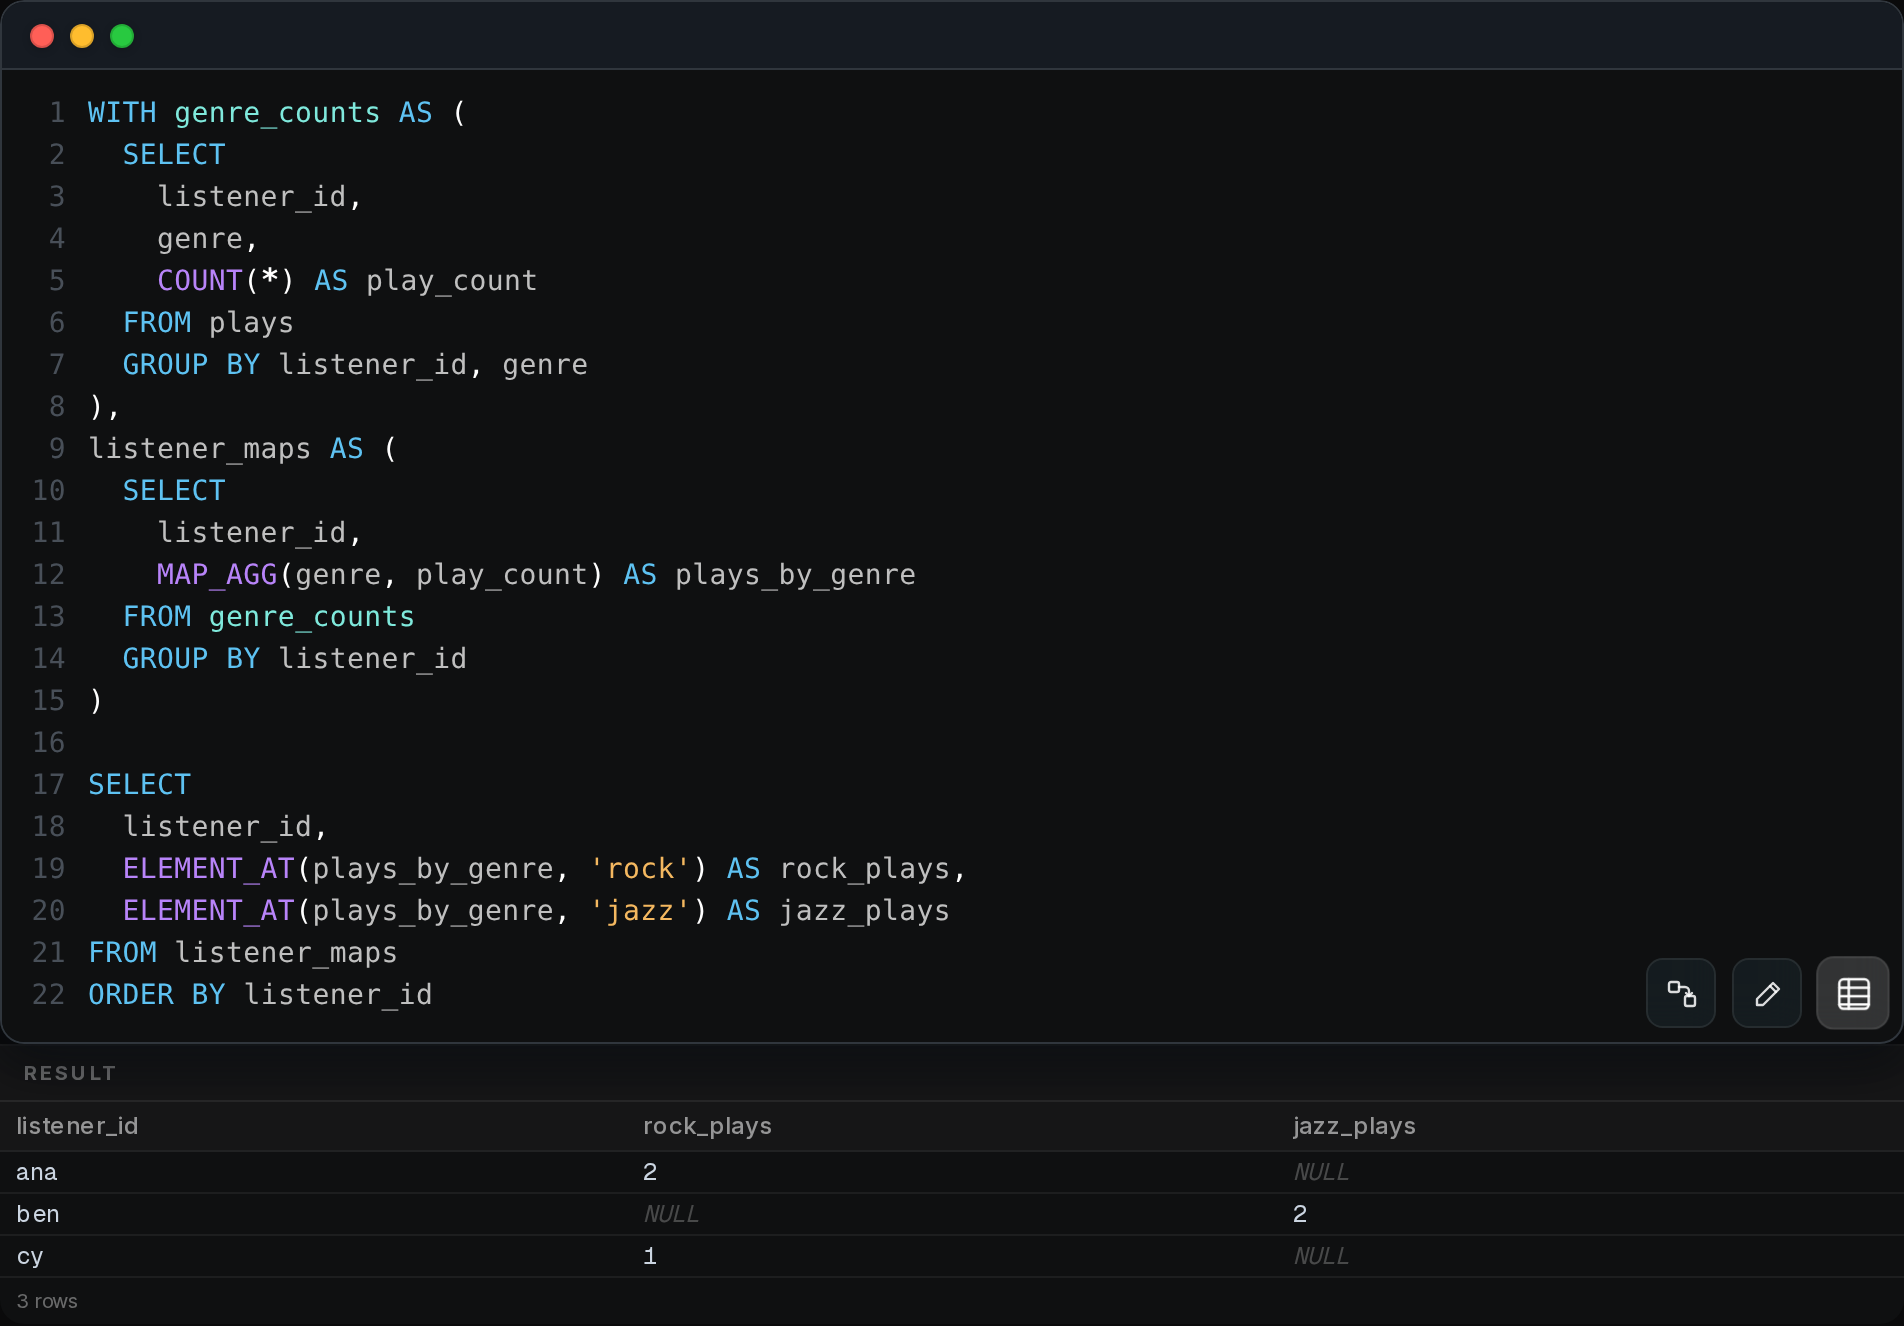 1 WITH genre_counts AS (
2   SELECT
3     listener_id,
4     genre,
5     COUNT(*) AS play_count
6   FROM plays
7   GROUP BY listener_id, genre
8 ),
9 listener_maps AS (
10   SELECT
11     listener_id,
12     MAP_AGG(genre, play_count) AS plays_by_genre
13   FROM genre_counts
14   GROUP BY listener_id
15 )
16
17 SELECT
18   listener_id,
19   ELEMENT_AT(plays_by_genre, 'rock') AS rock_plays,
20   ELEMENT_AT(plays_by_genre, 'jazz') AS jazz_plays
21 FROM listener_maps
22 ORDER BY listener_id
RESULT
listener_id rock_plays jazz_plays
ana 2 NULL
ben NULL 2
cy 1 NULL
3 rows